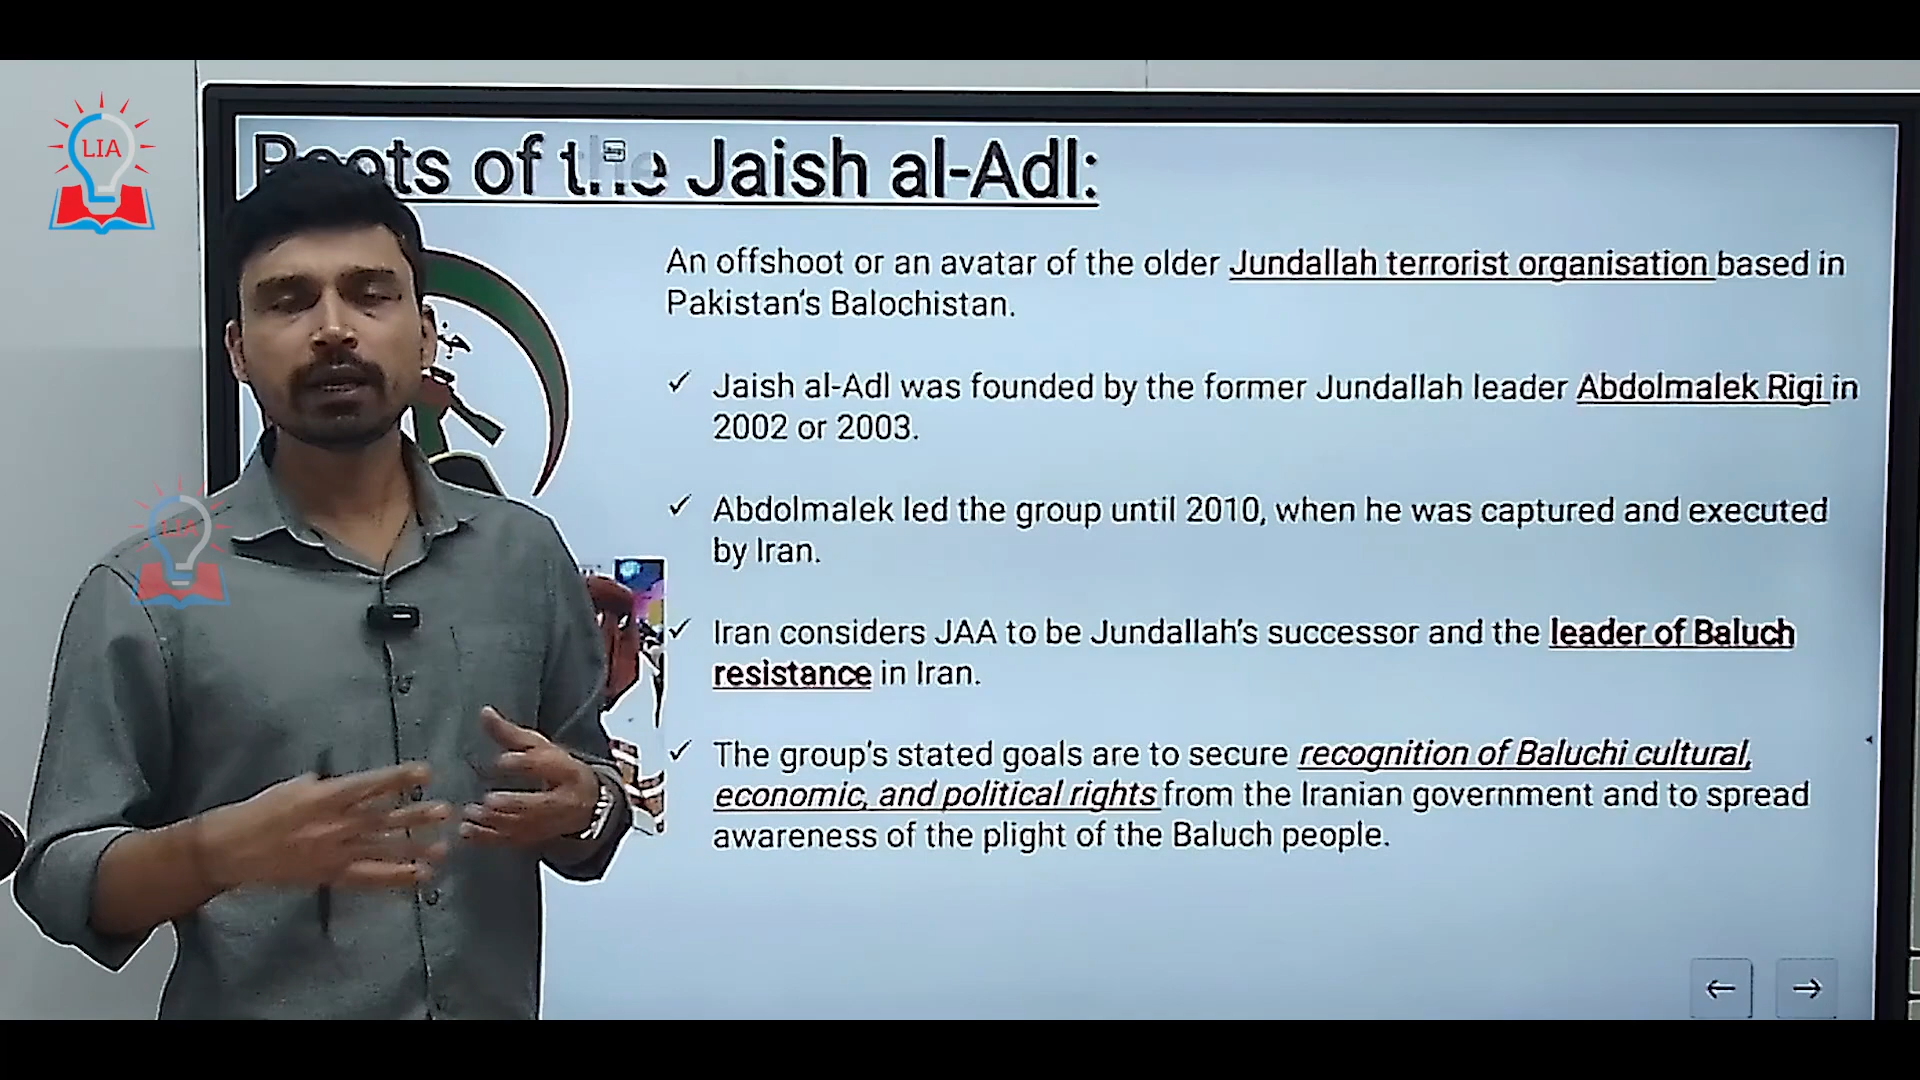 LIA
Roots of the Jaish al-Adl:
An offshoot or an avatar of the older Jundallah terrorist organisation based in
Pakistan's Balochistan.
✓ Jaish al-Adl was founded by the former Jundallah leader Abdolmalek Rigi in
2002 or 2003.
✓ Abdolmalek led the group until 2010, when he was captured and executed
by Iran.
LIA
✓ Iran considers JAA to be Jundallah's successor and the leader of Baluch
resistance in Iran.
✓ The group's stated goals are to secure recognition of Baluchi cultural,
economic, and political rights from the Iranian government and to spread
awareness of the plight of the Baluch people.
← →